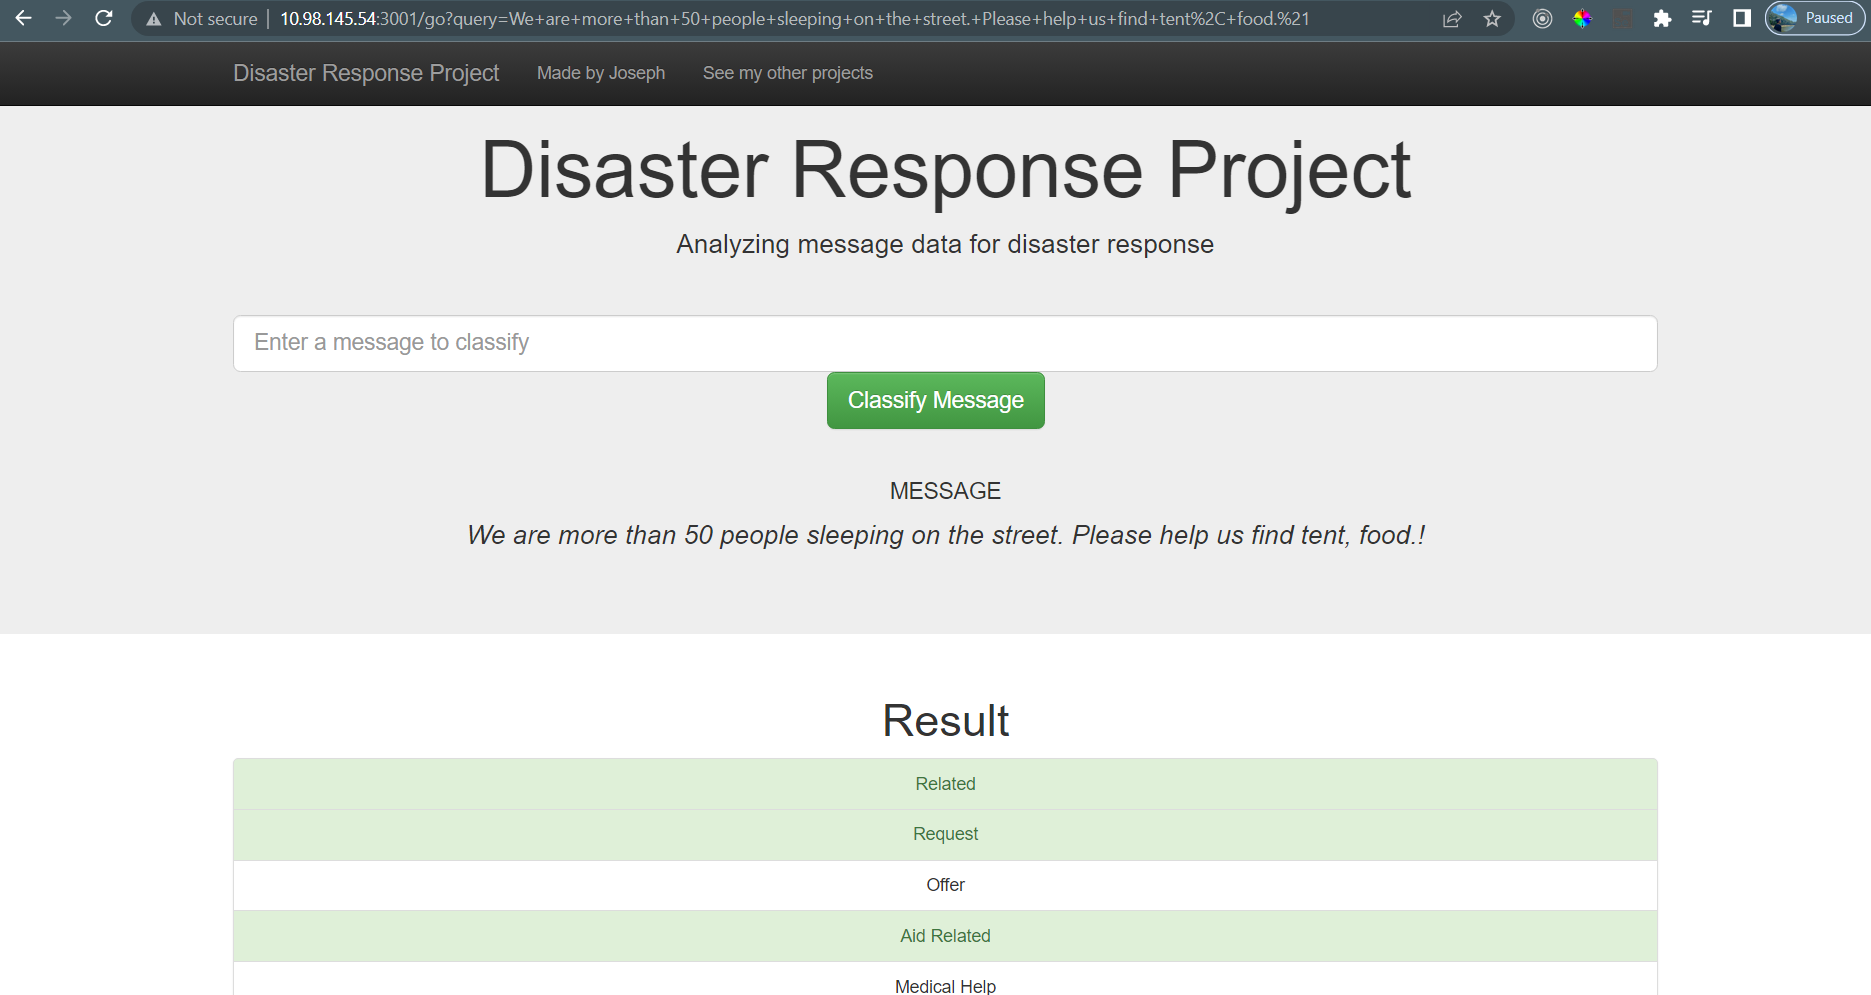 Not secure 10.98.145.54:3001/go?query=We+are+more+than+50+people+sleeping+on+the+street.+Please+help+us+find+tent%2C+food.%21 Paused
Disaster Response Project Made by Joseph See my other projects
Disaster Response Project
Analyzing message data for disaster response
Enter a message to classify
Classify Message
MESSAGE
We are more than 50 people sleeping on the street. Please help us find tent, food.!
Result
Related
Request
Offer
Aid Related
Medical Help